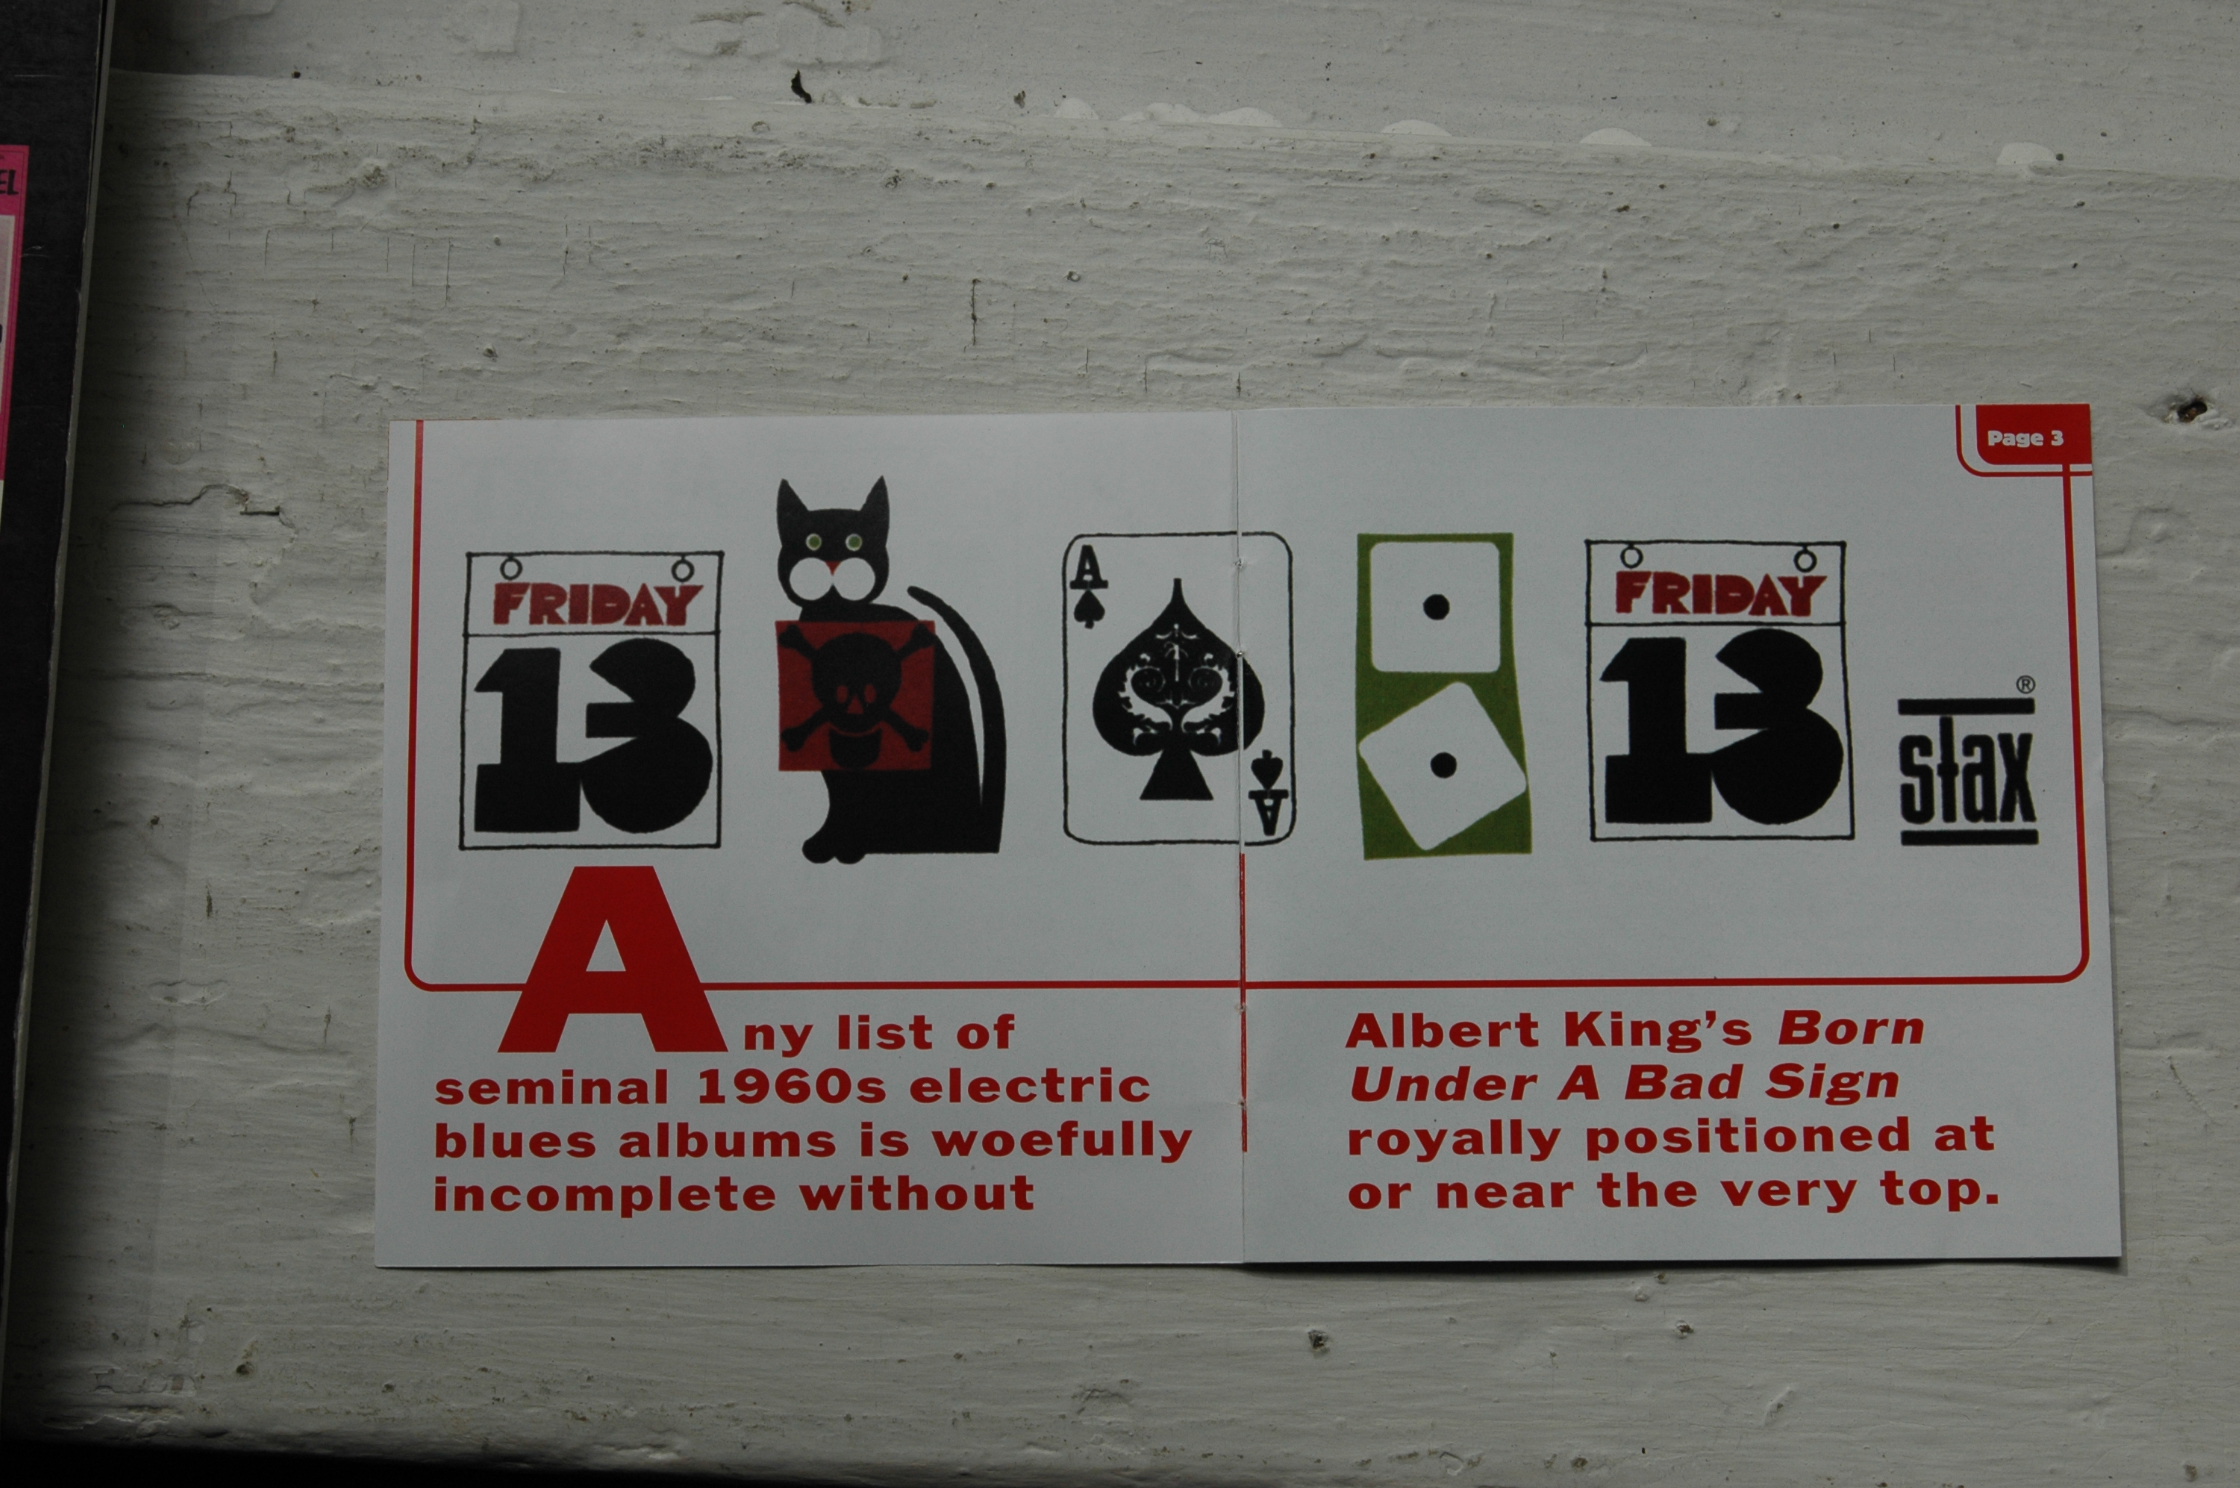 EL
Page 3
FRIDAY
13
A
A
FRIDAY
13
stax®
Any list of
seminal 1960s electric
blues albums is woefully
incomplete without
Albert King's Born
Under A Bad Sign
royally positioned at
or near the very top.